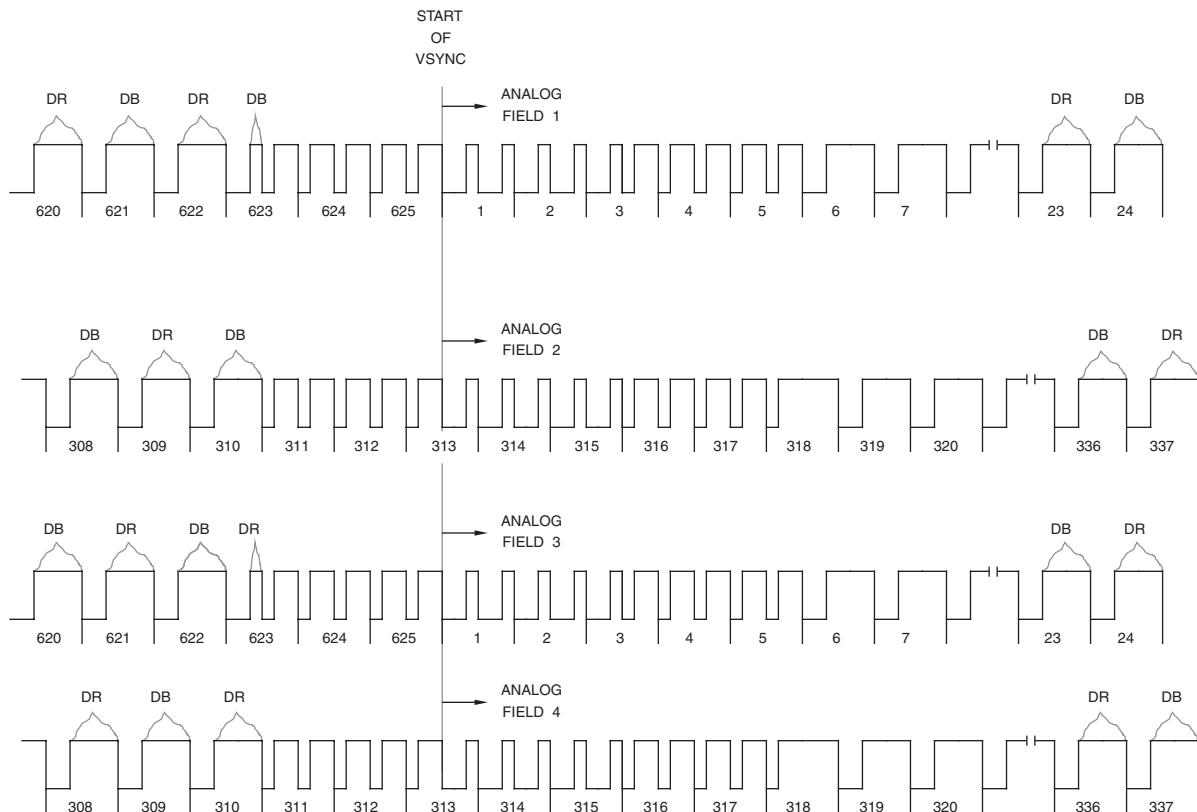 START
OF
VSYNC
DR DB DR DB ANALOG FIELD 1 DR DB
620 621 622 623 624 625 1 2 3 4 5 6 7 23 24
DB DR DB ANALOG FIELD 2 DB DR
308 309 310 311 312 313 314 315 316 317 318 319 320 336 337
DB DR DB DR ANALOG FIELD 3 DB DR
620 621 622 623 624 625 1 2 3 4 5 6 7 23 24
DR DB DR ANALOG FIELD 4 DR DB
308 309 310 311 312 313 314 315 316 317 318 319 320 336 337